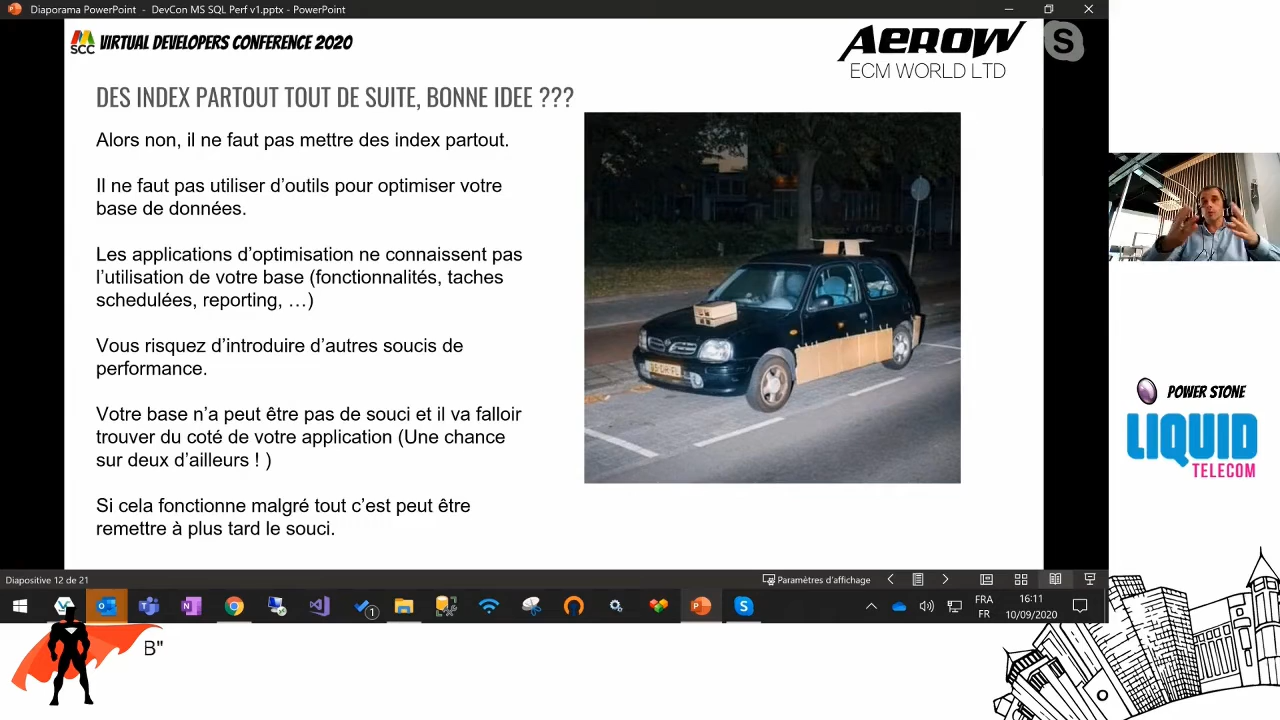 Diaporama PowerPoint - DevCon MS SQL Perf v1.pptx - PowerPoint
SCC VIRTUAL DEVELOPERS CONFERENCE 2020
AEROW
ECM WORLD LTD
S
DES INDEX PARTOUT TOUT DE SUITE, BONNE IDEE ???
Alors non, il ne faut pas mettre des index partout.
Il ne faut pas utiliser d’outils pour optimiser votre
base de données.
Les applications d’optimisation ne connaissent pas
l’utilisation de votre base (fonctionnalités, taches
schedulées, reporting, …)
Vous risquez d’introduire d’autres soucis de
performance.
Votre base n’a peut être pas de souci et il va falloir
trouver du coté de votre application (Une chance
sur deux d’ailleurs ! )
Si cela fonctionne malgré tout c’est peut être
remettre à plus tard le souci.
POWER STONE
LIQUID
TELECOM
Diapositive 12 de 21
Paramètres d'affichage
1
FRA
FR
16:11
10/09/2020
B"